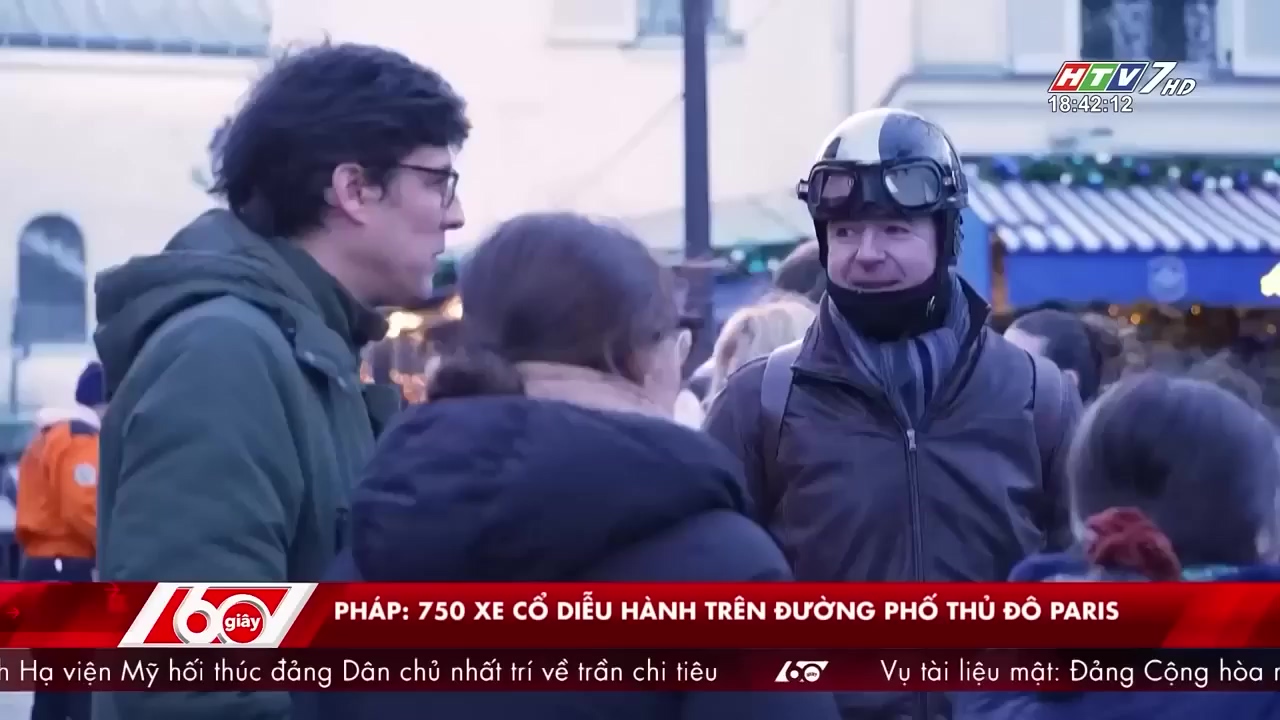 HTV7 HD
18:42:12
60 giây
PHÁP: 750 XE CỔ DIỄU HÀNH TRÊN ĐƯỜNG PHỐ THỦ ĐÔ PARIS
Hạ viện Mỹ hối thúc đảng Dân chủ nhất trí về trần chi tiêu 60 giây Vụ tài liệu mật: Đảng Cộng hòa